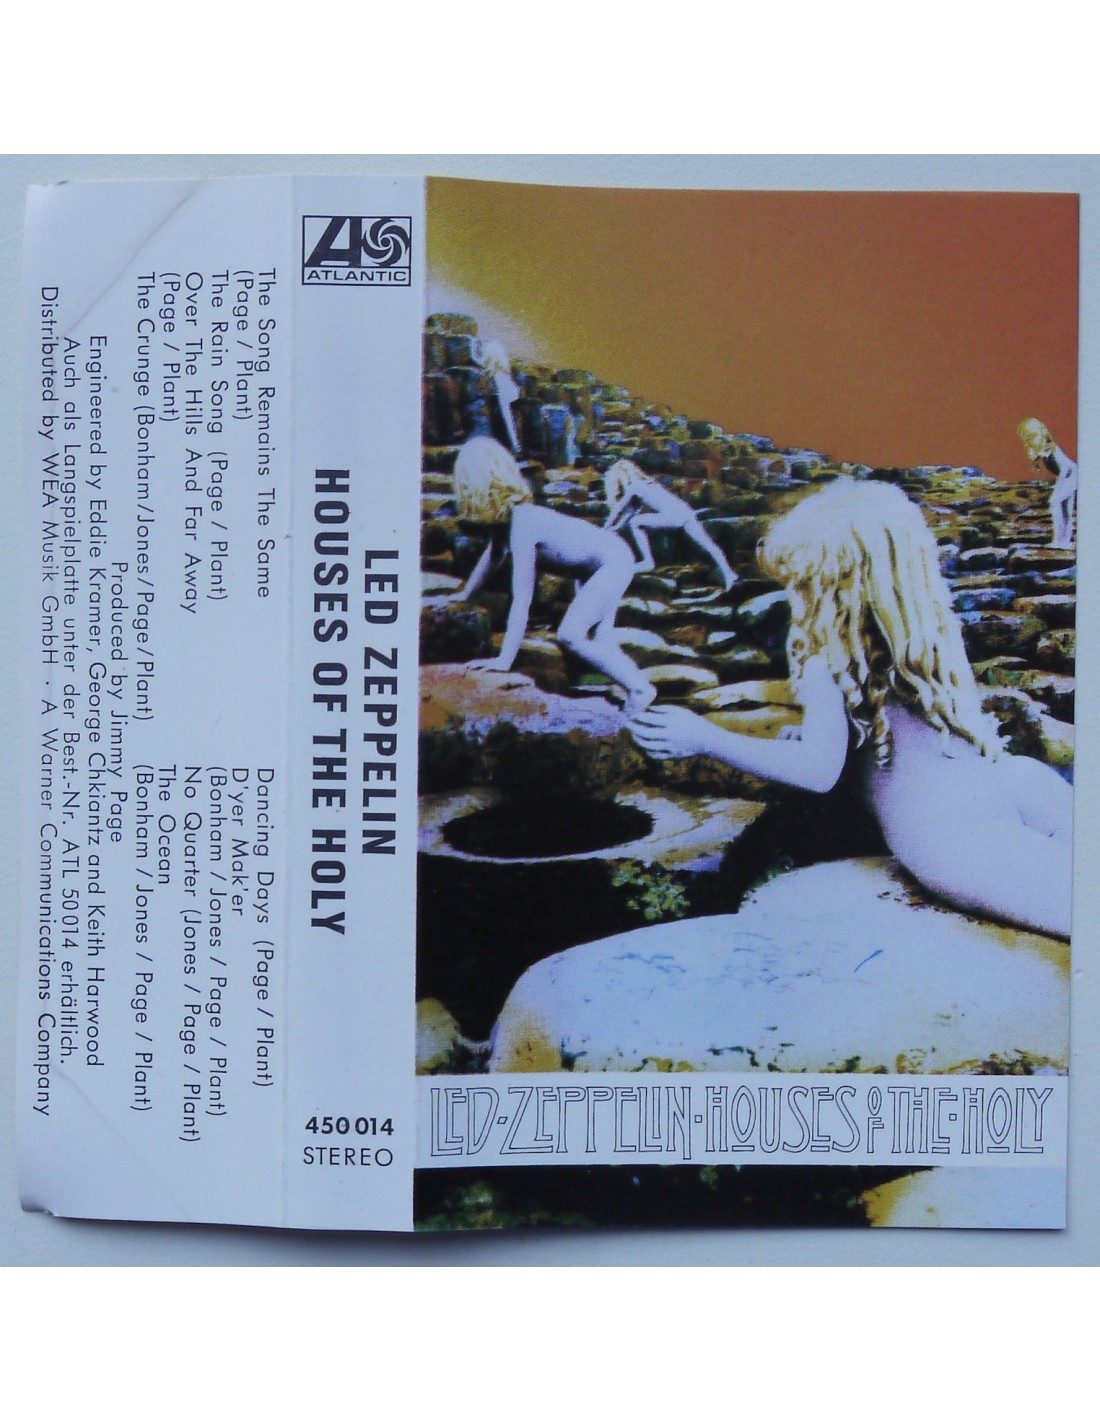 The Song Remains The Same
(Page / Plant)
The Rain Song (Page / Plant)
Over The Hills And Far Away
(Page / Plant)
The Crunge (Bonham/Jones/Page/Plant)
Dancing Days (Page / Plant)
D'yer Mak'er
(Bonham / Jones / Page / Plant)
No Quarter (Jones / Page / Plant)
The Ocean
(Bonham / Jones / Page / Plant)
Produced by Jimmy Page
Engineered by Eddie Kramer, George Chkiantz and Keith Harwood
Auch als Langspielplatte unter der Best.-Nr. ATL 50014 erhältlich.
Distributed by WEA Musik GmbH · A Warner Communications Company
ATLANTIC
LED ZEPPELIN
HOUSES OF THE HOLY
450 014
STEREO
LED·ZEPPELIN·HOUSES OF THE·HOLY